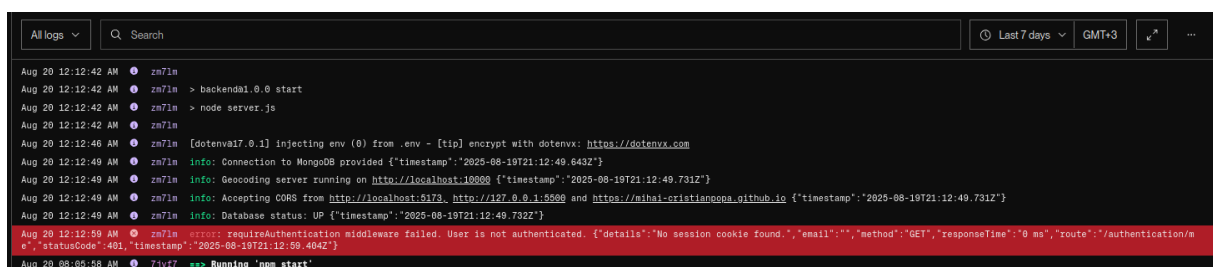 All logs
Search
Last 7 days
GMT+3
Aug 20 12:12:42 AM zm7lm
Aug 20 12:12:42 AM zm7lm > backend@1.0.0 start
Aug 20 12:12:42 AM zm7lm > node server.js
Aug 20 12:12:42 AM zm7lm
Aug 20 12:12:46 AM zm7lm [dotenv@17.0.1] injecting env (0) from .env – [tip] encrypt with dotenvx: https://dotenvx.com
Aug 20 12:12:49 AM zm7lm info: Connection to MongoDB provided {"timestamp":"2025-08-19T21:12:49.643Z"}
Aug 20 12:12:49 AM zm7lm info: Geocoding server running on http://localhost:10000 {"timestamp":"2025-08-19T21:12:49.731Z"}
Aug 20 12:12:49 AM zm7lm info: Accepting CORS from http://localhost:5173, http://127.0.0.1:5500 and https://mihai-cristianpopa.github.io {"timestamp":"2025-08-19T21:12:49.732Z"}
Aug 20 12:12:49 AM zm7lm info: Database status: UP {"timestamp":"2025-08-19T21:12:49.732Z"}
Aug 20 12:12:59 AM zm7lm error: requireAuthentication middleware failed. User is not authenticated. {"details":"No session cookie found.","email":"","method":"GET","responseTime":"0 ms","route":"/authentication/m
e","statusCode":401,"timestamp":"2025-08-19T21:12:59.404Z"}
Aug 20 08:05:58 AM 7jvf7 ==> Running 'npm start'